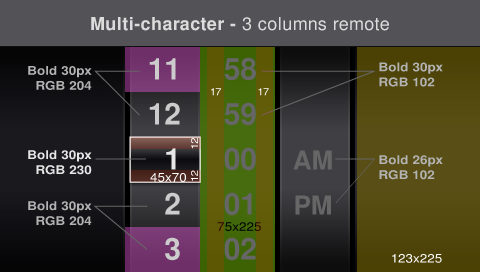 Multi-character - 3 columns remote
Bold 30px
RGB 204
11
58
Bold 30px
RGB 102
17
17
12
59
Bold 30px
RGB 230
1
12
12
45x70
00
AM
Bold 26px
RGB 102
Bold 30px
RGB 204
2
01
PM
75x225
3
02
123x225